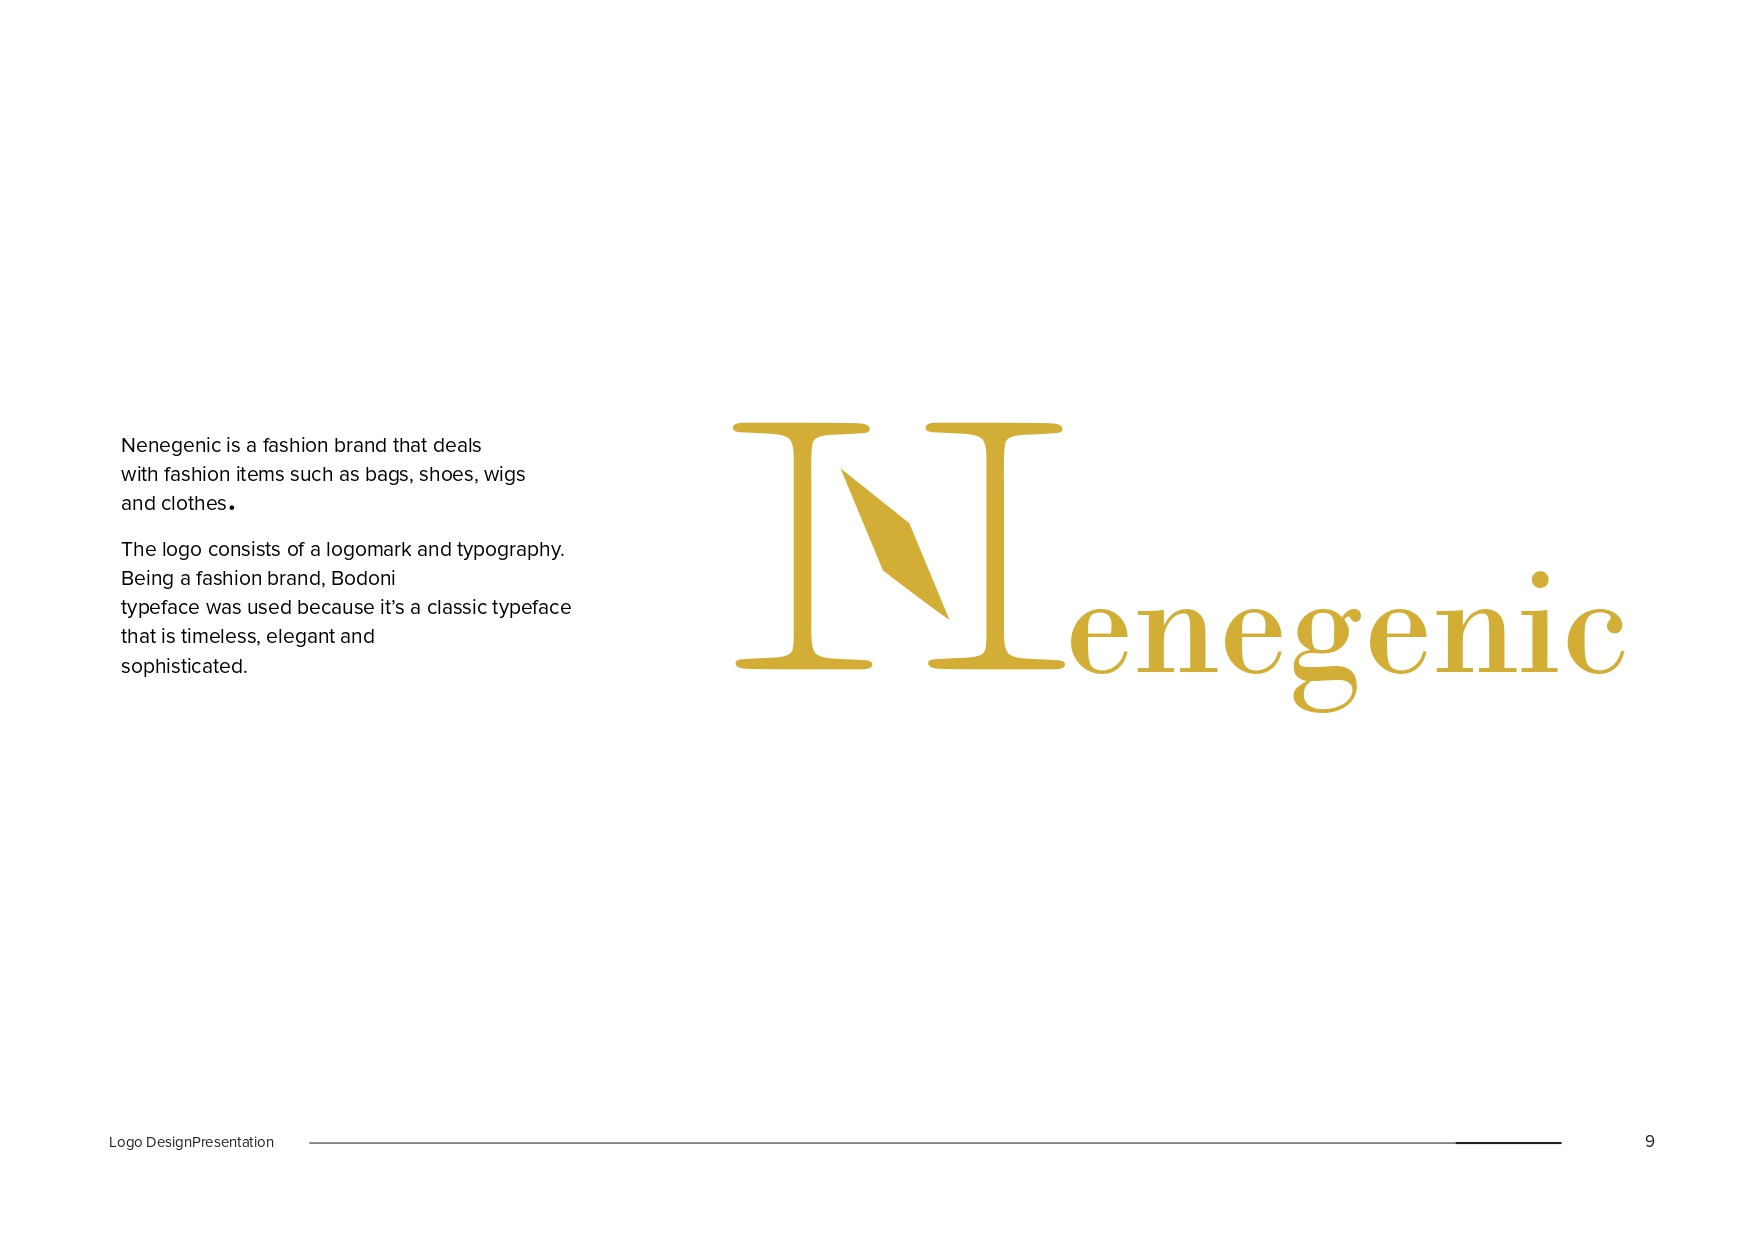 Nenegenic is a fashion brand that deals
with fashion items such as bags, shoes, wigs
and clothes.
The logo consists of a logomark and typography.
Being a fashion brand, Bodoni
typeface was used because it’s a classic typeface
that is timeless, elegant and
sophisticated.
Nenegenic
Logo DesignPresentation
9